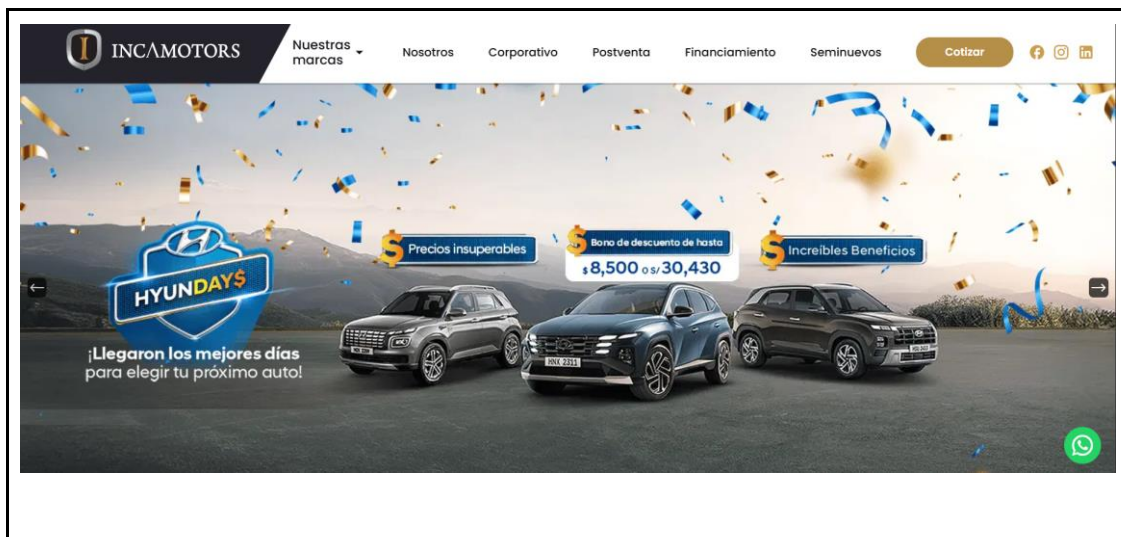 INCAMOTORS
Nuestras
marcas
Nosotros
Corporativo
Postventa
Financiamiento
Seminuevos
Cotizar
Precios insuperables
Bono de descuento de hasta
$ 8,500 o S/ 30,430
Increíbles Beneficios
HYUNDAY$
¡Llegaron los mejores días
para elegir tu próximo auto!
HNX 2311